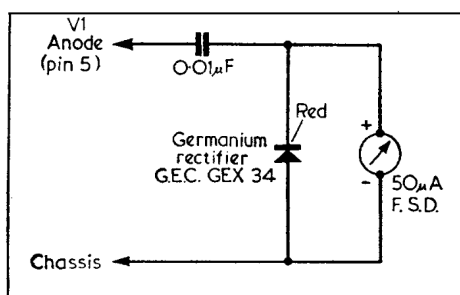 V1
Anode
(pin 5)
0·01µF
Red
Germanium
rectifier
G.E.C. GEX 34
+
-
50µA
F.S.D.
Chassis